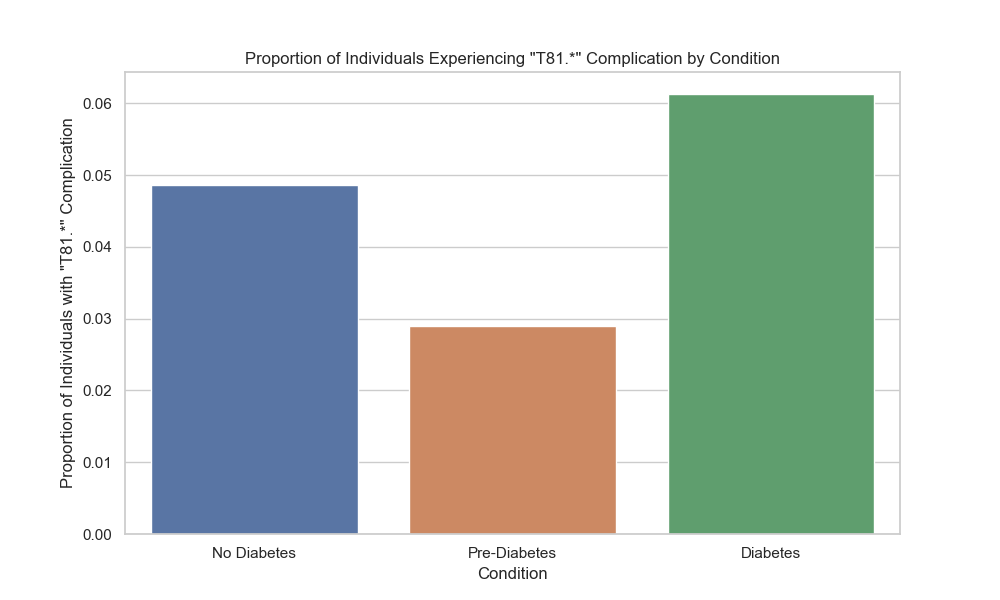 Proportion of Individuals Experiencing "T81.*" Complication by Condition
Proportion of Individuals with "T81.*" Complication
0.06
0.05
0.04
0.03
0.02
0.01
0.00
No Diabetes
Pre-Diabetes
Diabetes
Condition